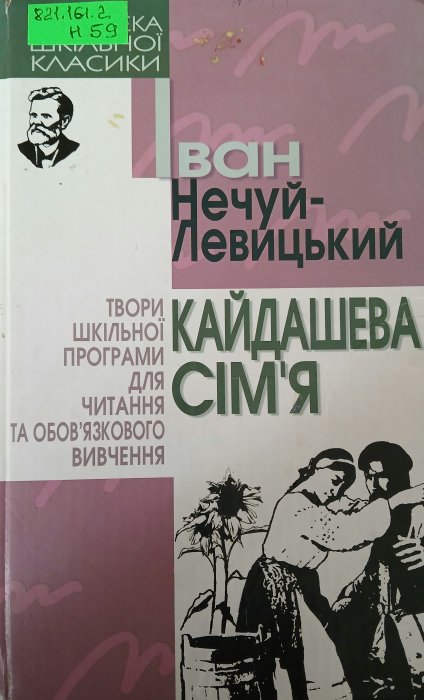 821.161.2
Н 59
ШКІЛЬНОЇ
КЛАСИКИ
Іван
Нечуй-
Левицький
ТВОРИ
ШКІЛЬНОЇ
ПРОГРАМИ
ДЛЯ
ЧИТАННЯ
ТА ОБОВ'ЯЗКОВОГО
ВИВЧЕННЯ
КАЙДАШЕВА
СІМ'Я